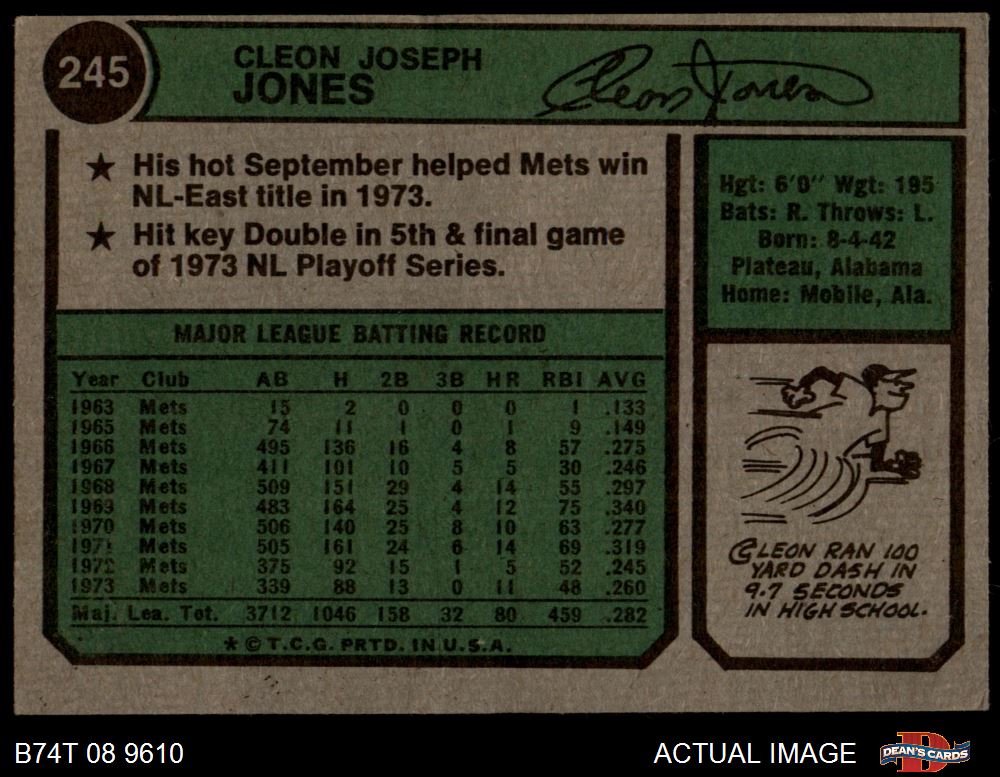 245
CLEON JOSEPH
JONES
Cleon Jones
★ His hot September helped Mets win
NL-East title in 1973.
★ Hit key Double in 5th & final game
of 1973 NL Playoff Series.
Hgt: 6'0" Wgt: 195
Bats: R. Throws: L.
Born: 8-4-42
Plateau, Alabama
Home: Mobile, Ala.
MAJOR LEAGUE BATTING RECORD
Year Club AB H 2B 3B HR RBI AVG
1963 Mets 15 2 0 0 0 1 .133
1965 Mets 74 11 1 0 1 9 .149
1966 Mets 495 136 16 4 8 57 .275
1967 Mets 411 101 10 5 5 30 .246
1968 Mets 509 151 29 4 14 55 .297
1969 Mets 483 164 25 4 12 75 .340
1970 Mets 506 140 25 8 10 63 .277
1971 Mets 505 161 24 6 14 69 .319
1972 Mets 375 92 15 1 5 52 .245
1973 Mets 339 88 13 0 11 48 .260
Maj. Lea. Tot. 3712 1046 158 32 80 459 .282
* © T.C.G. PRTD. IN U.S.A.
CLEON RAN 100
YARD DASH IN
9.7 SECONDS
IN HIGH SCHOOL.
B74T 08 9610
ACTUAL IMAGE
DEAN'S CARDS